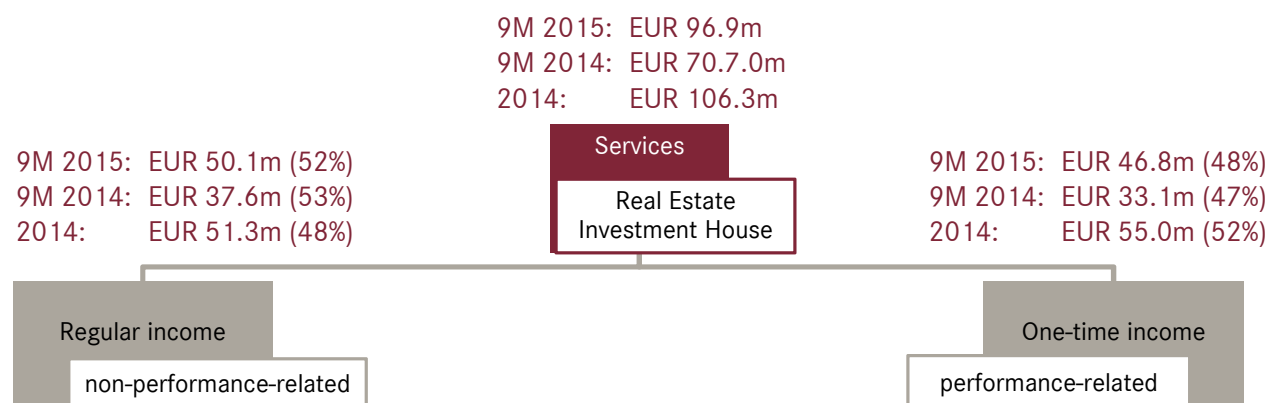 9M 2015: EUR 96.9m
9M 2014: EUR 70.7.0m
2014: EUR 106.3m
Services
Real Estate
Investment House
9M 2015: EUR 50.1m (52%)
9M 2014: EUR 37.6m (53%)
2014: EUR 51.3m (48%)
9M 2015: EUR 46.8m (48%)
9M 2014: EUR 33.1m (47%)
2014: EUR 55.0m (52%)
Regular income
non-performance-related
One-time income
performance-related